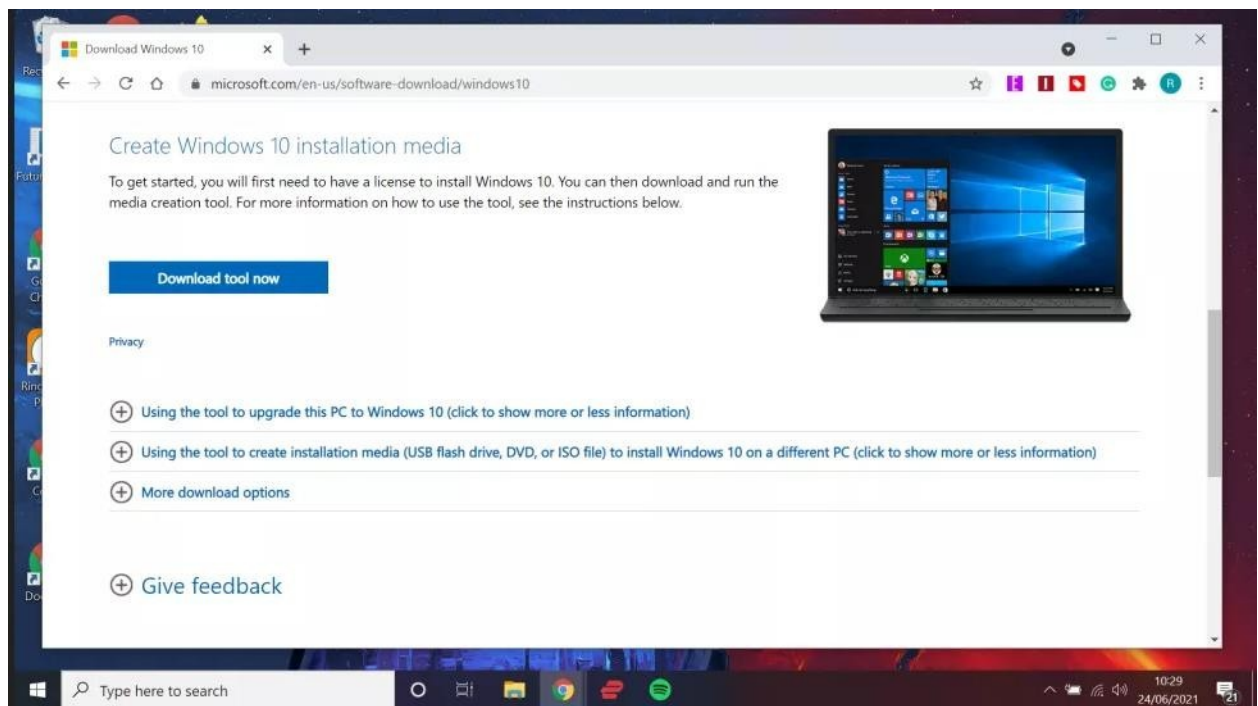 Download Windows 10
microsoft.com/en-us/software-download/windows10
R
Create Windows 10 installation media
To get started, you will first need to have a license to install Windows 10. You can then download and run the
media creation tool. For more information on how to use the tool, see the instructions below.
Download tool now
Privacy
Using the tool to upgrade this PC to Windows 10 (click to show more or less information)
Using the tool to create installation media (USB flash drive, DVD, or ISO file) to install Windows 10 on a different PC (click to show more or less information)
More download options
Give feedback
Type here to search
10:29
24/06/2021
21